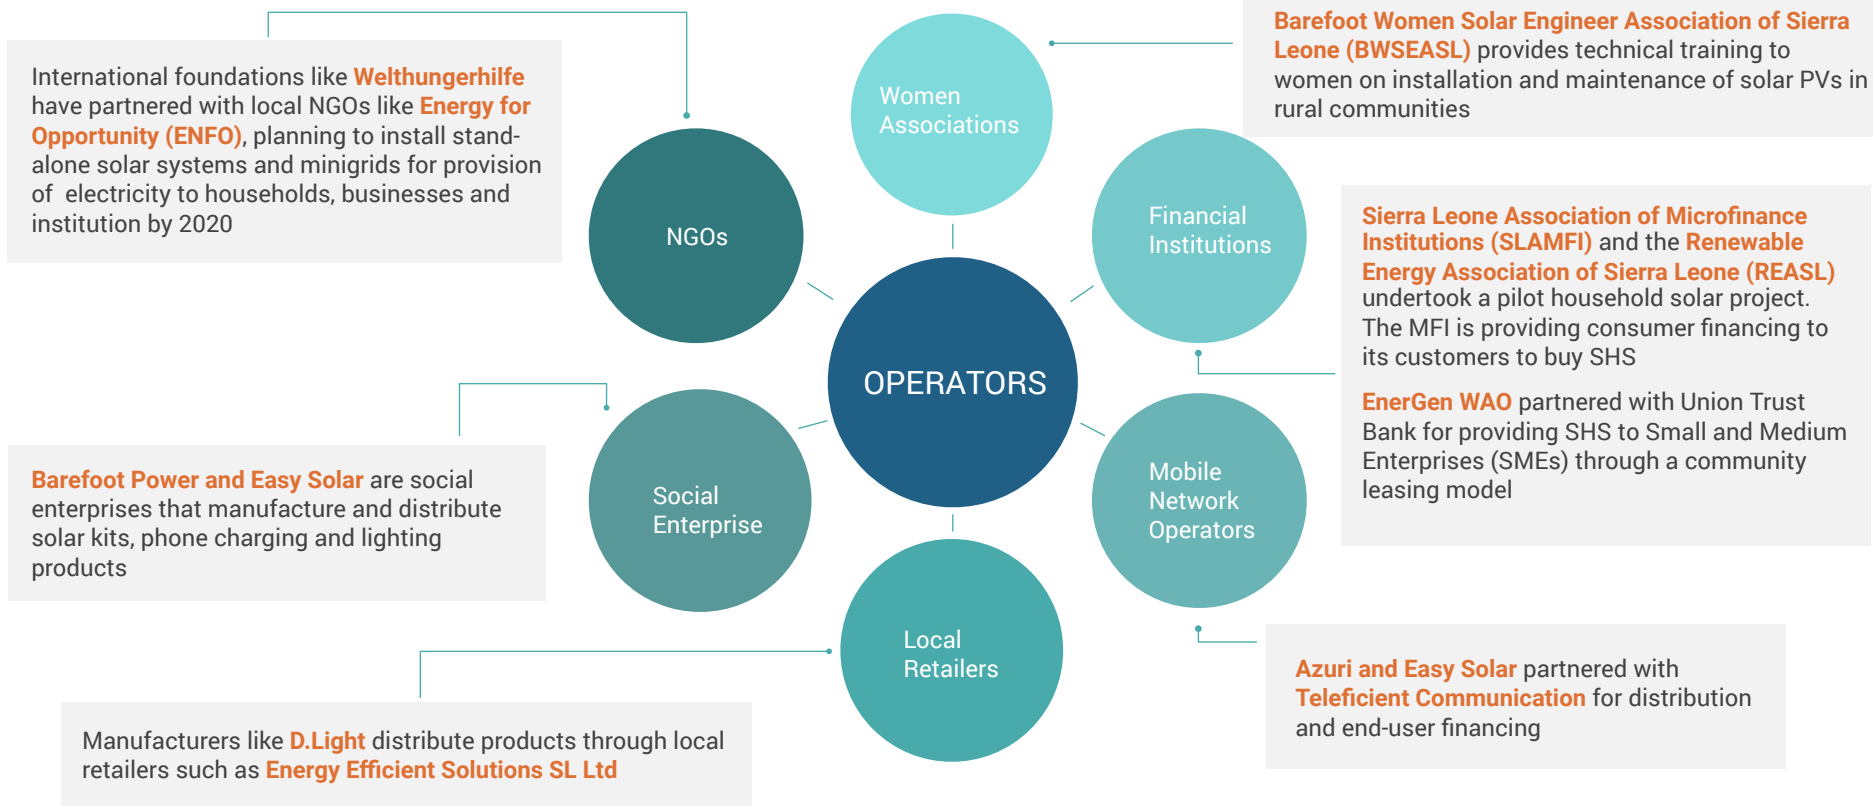 International foundations like Welthungerhilfe
have partnered with local NGOs like Energy for
Opportunity (ENFO), planning to install stand-
alone solar systems and minigrids for provision
of electricity to households, businesses and
institution by 2020
Women
Associations
Barefoot Women Solar Engineer Association of Sierra
Leone (BWSEASL) provides technical training to
women on installation and maintenance of solar PVs in
rural communities
NGOs
Financial
Institutions
Sierra Leone Association of Microfinance
Institutions (SLAMFI) and the Renewable
Energy Association of Sierra Leone (REASL)
undertook a pilot household solar project.
The MFI is providing consumer financing to
its customers to buy SHS
EnerGen WAO partnered with Union Trust
Bank for providing SHS to Small and Medium
Enterprises (SMEs) through a community
leasing model
OPERATORS
Barefoot Power and Easy Solar are social
enterprises that manufacture and distribute
solar kits, phone charging and lighting
products
Social
Enterprise
Mobile
Network
Operators
Local
Retailers
Azuri and Easy Solar partnered with
Teleficient Communication for distribution
and end-user financing
Manufacturers like D.Light distribute products through local
retailers such as Energy Efficient Solutions SL Ltd